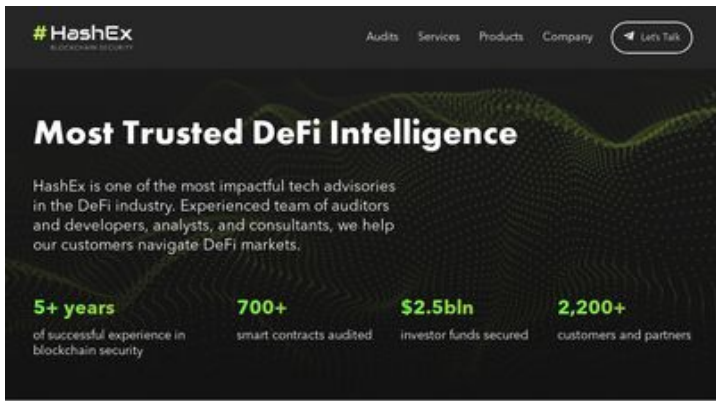 # HashEx
BLOCKCHAIN SECURITY
Audits Services Products Company Let's Talk
Most Trusted DeFi Intelligence
HashEx is one of the most impactful tech advisories
in the DeFi industry. Experienced team of auditors
and developers, analysts, and consultants, we help
our customers navigate DeFi markets.
5+ years
of successful experience in
blockchain security
700+
smart contracts audited
$2.5bln
investor funds secured
2,200+
customers and partners